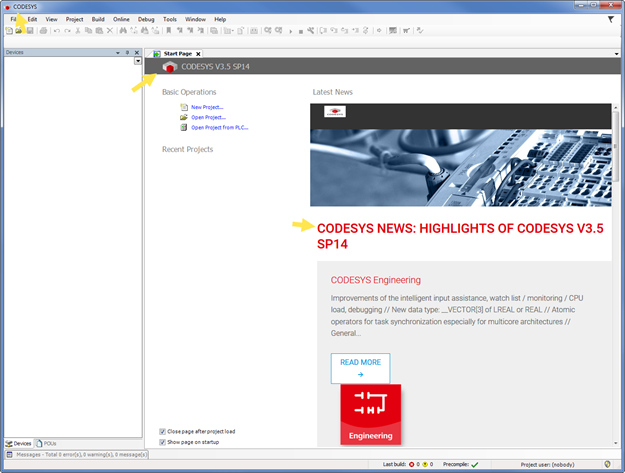 CODESYS
File Edit View Project Build Online Debug Tools Window Help
Devices
Start Page
CODESYS V3.5 SP14
Basic Operations
New Project...
Open Project...
Open Project from PLC...
Recent Projects
Latest News
CODESYS NEWS: HIGHLIGHTS OF CODESYS V3.5
SP14
CODESYS Engineering
Improvements of the intelligent input assistance, watch list / monitoring / CPU
load, debugging // New data type: __VECTOR[3] of LREAL or REAL // Atomic
operators for task synchronization especially for multicore architectures //
General...
READ MORE
Engineering
Close page after project load
Show page on startup
Devices POUs
Messages - Total 0 error(s), 0 warning(s), 0 message(s)
Last build: 0 0 Precompile: Project user: (nobody)